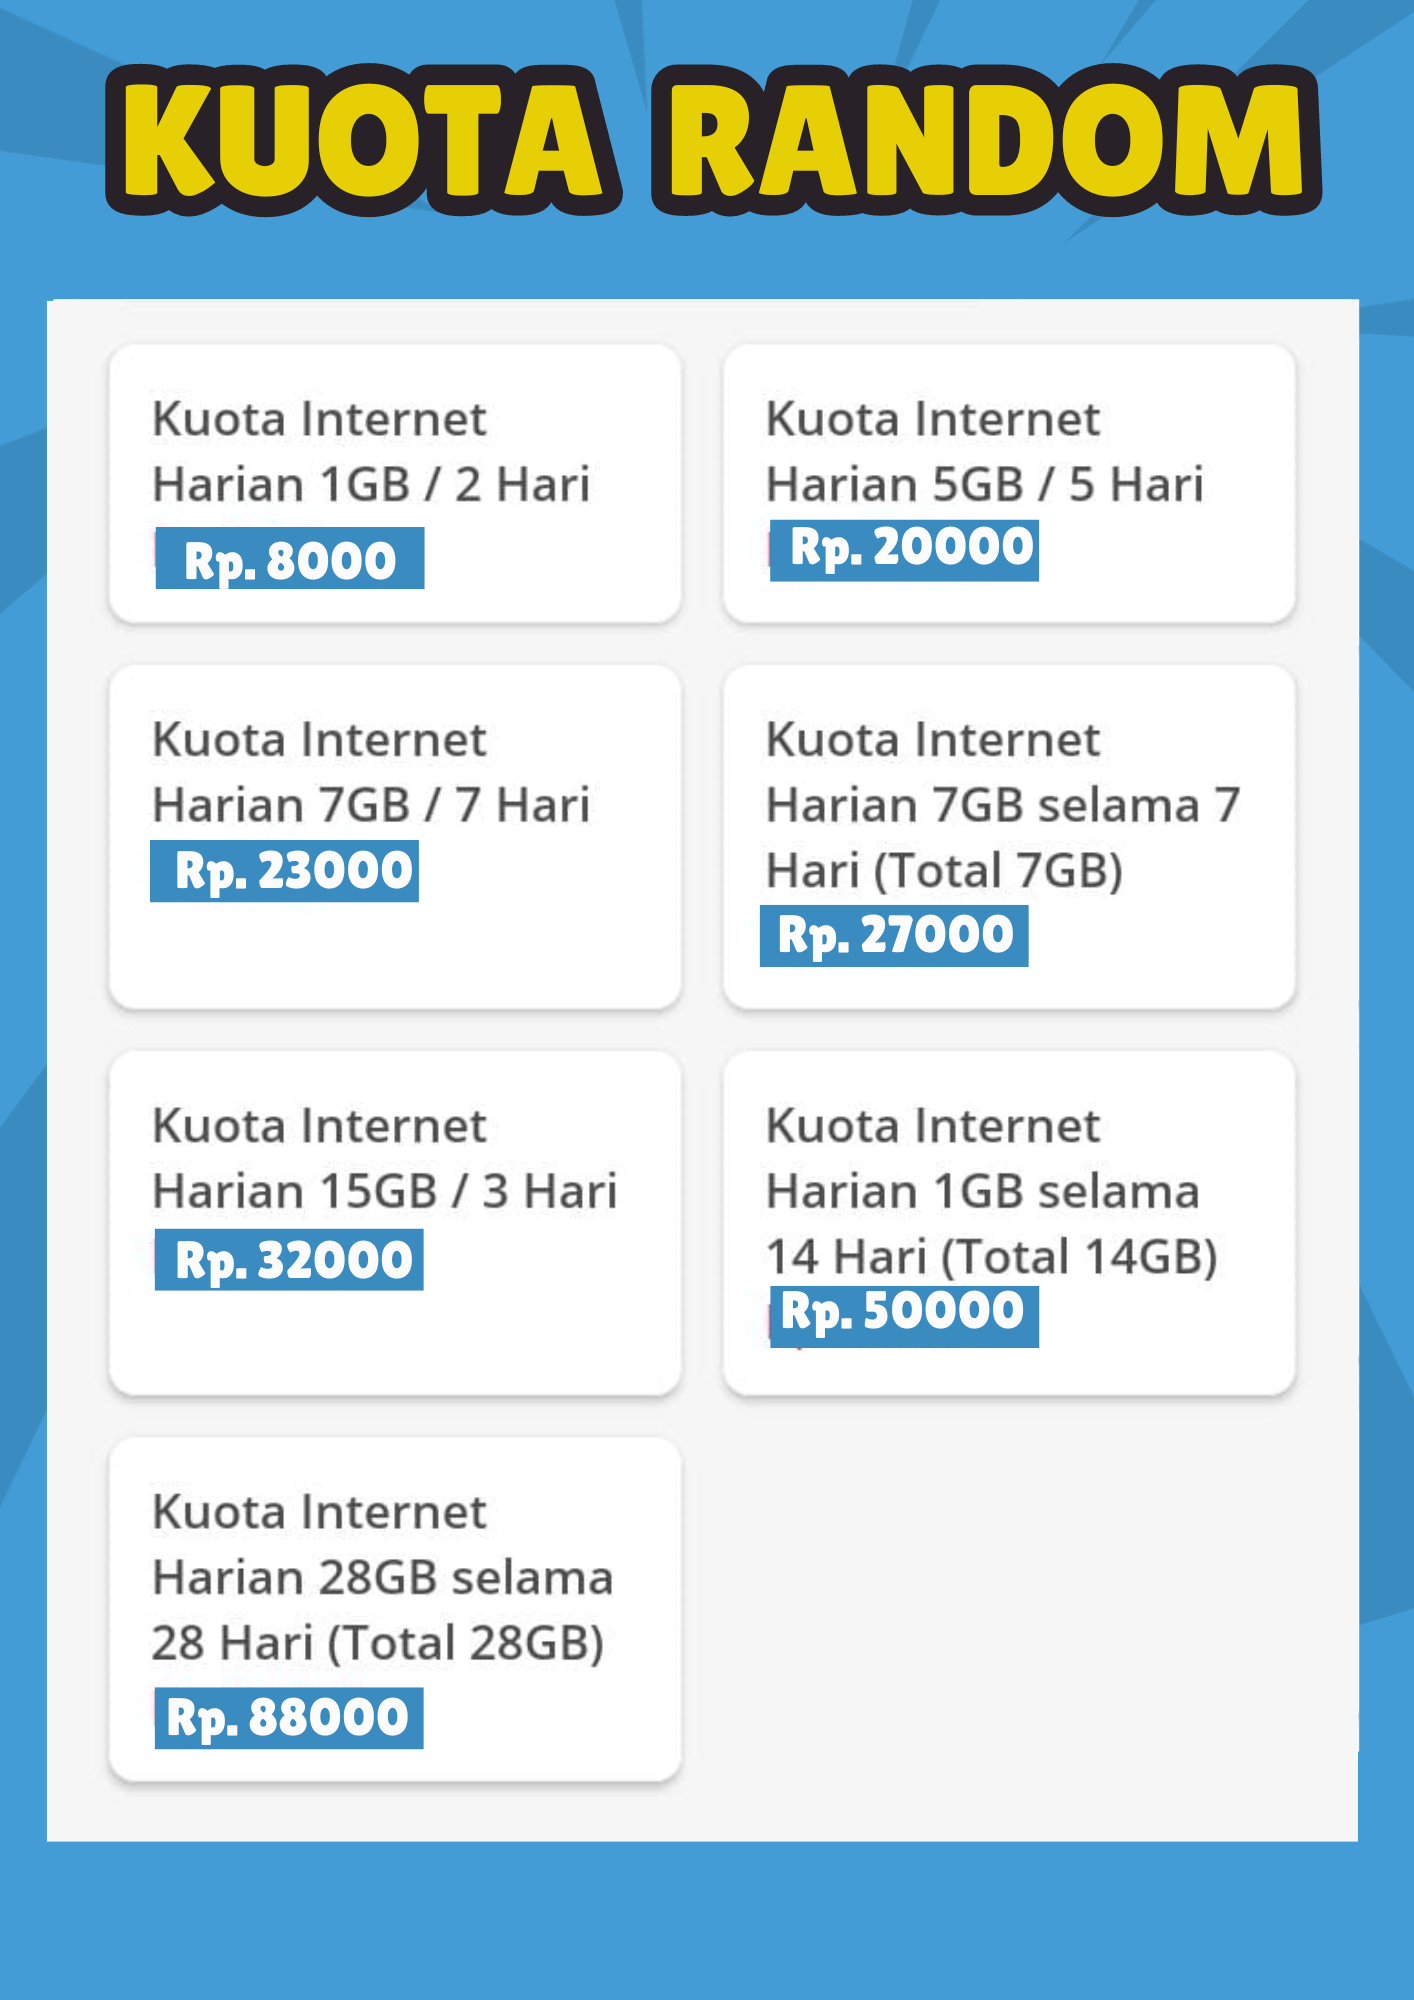 KUOTA RANDOM
Kuota Internet
Harian 1GB / 2 Hari
Rp. 8000
Kuota Internet
Harian 5GB / 5 Hari
Rp. 20000
Kuota Internet
Harian 7GB / 7 Hari
Rp. 23000
Kuota Internet
Harian 7GB selama 7
Hari (Total 7GB)
Rp. 27000
Kuota Internet
Harian 15GB / 3 Hari
Rp. 32000
Kuota Internet
Harian 1GB selama
14 Hari (Total 14GB)
Rp. 50000
Kuota Internet
Harian 28GB selama
28 Hari (Total 28GB)
Rp. 88000